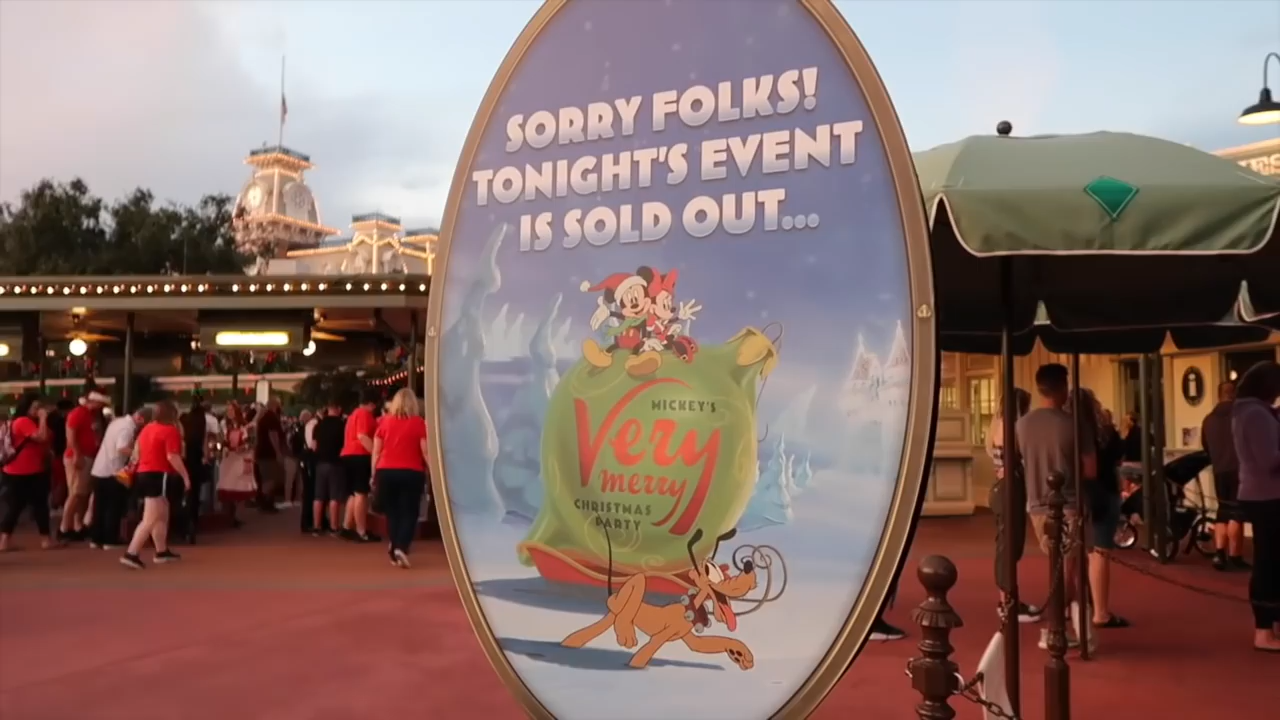 SORRY FOLKS!
TONIGHT'S EVENT
IS SOLD OUT...
MICKEY'S
Very
merry
CHRISTMAS
PARTY